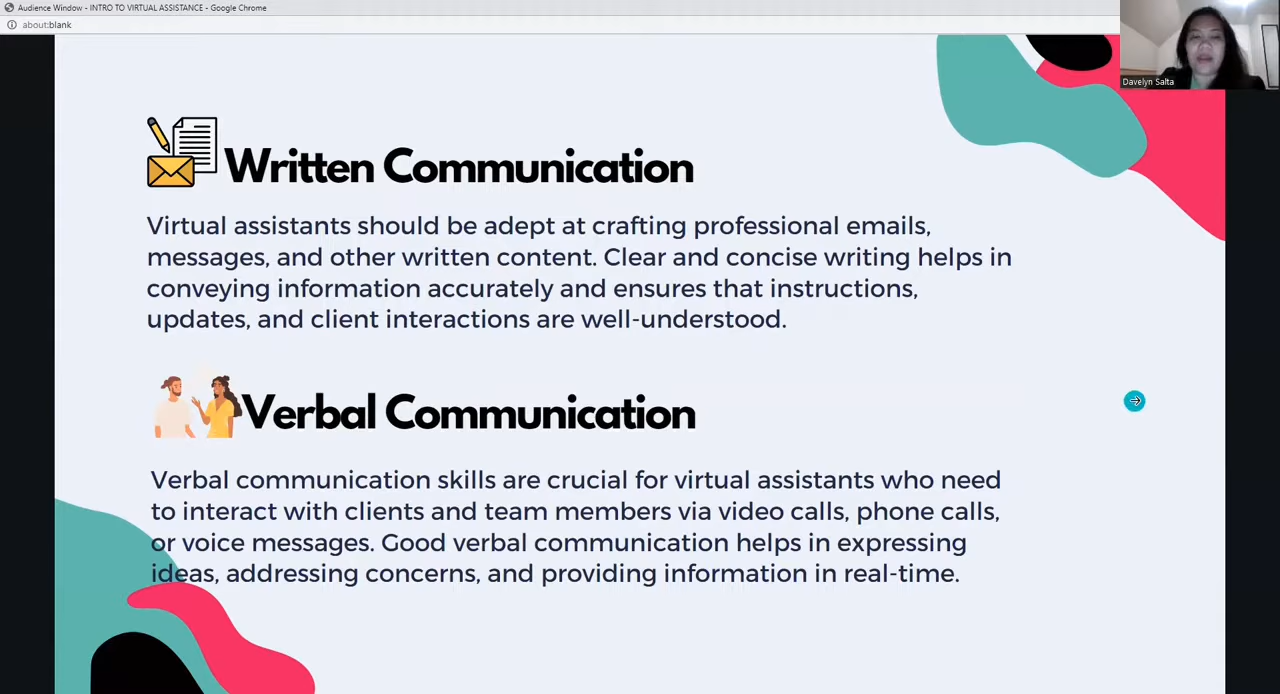 Audience Window - INTRO TO VIRTUAL ASSISTANCE - Google Chrome
about:blank
Davelyn Salta
Written Communication
Virtual assistants should be adept at crafting professional emails,
messages, and other written content. Clear and concise writing helps in
conveying information accurately and ensures that instructions,
updates, and client interactions are well-understood.
Verbal Communication
Verbal communication skills are crucial for virtual assistants who need
to interact with clients and team members via video calls, phone calls,
or voice messages. Good verbal communication helps in expressing
ideas, addressing concerns, and providing information in real-time.